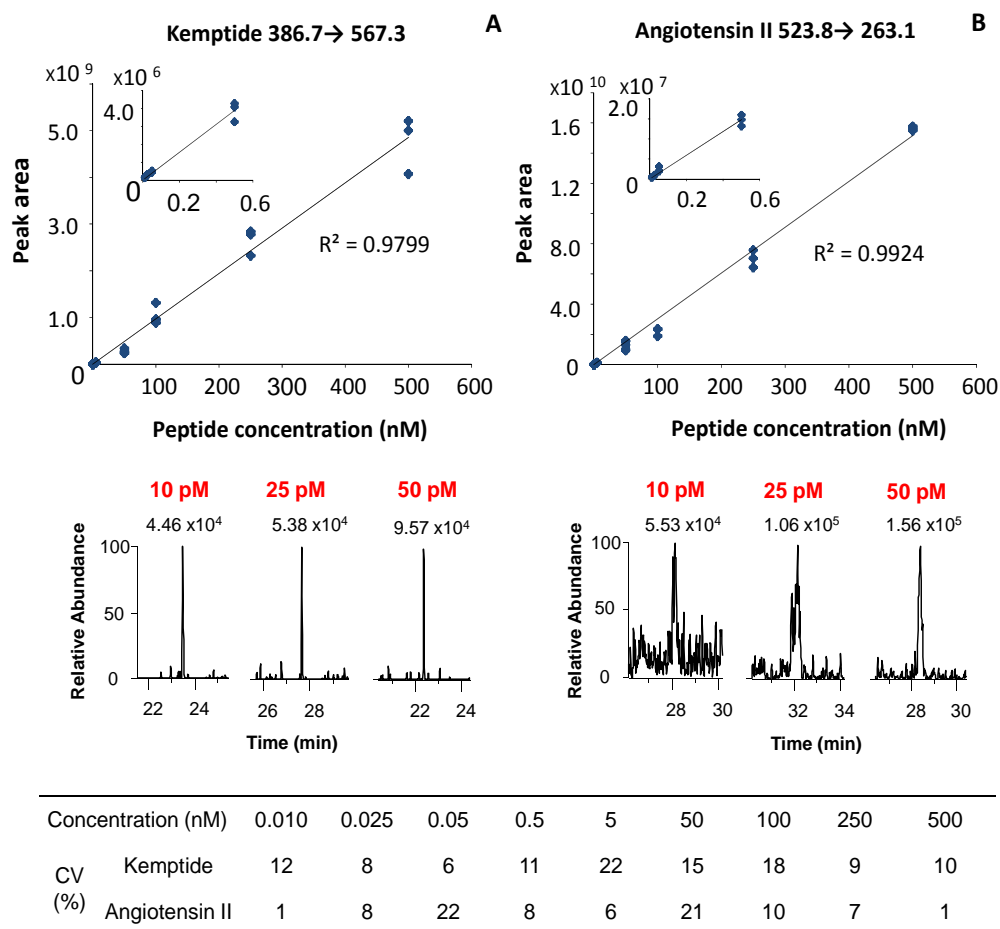 Kemptide 386.7→ 567.3
A
x10 9
x10 6
5.0
3.0
1.0
0
4.0
0
0.2
0.6
Peak area
R² = 0.9799
100
200
300
400
500
600
Peptide concentration (nM)
Angiotensin II 523.8→ 263.1
B
x10 10
x10 7
1.6
1.2
8.0
4.0
0
2.0
0
0.2
0.6
Peak area
R² = 0.9924
0
100
200
300
400
500
600
Peptide concentration (nM)
10 pM
25 pM
50 pM
4.46 x10⁴
5.38 x10⁴
9.57 x10⁴
Relative Abundance
100
50
0
22
24
26
28
22
24
Time (min)
10 pM
25 pM
50 pM
5.53 x10⁴
1.06 x10⁵
1.56 x10⁵
Relative Abundance
100
50
0
28
30
32
34
28
30
Time (min)
Concentration (nM) 0.010 0.025 0.05 0.5 5 50 100 250 500
CV (%)
Kemptide 12 8 6 11 22 15 18 9 10
Angiotensin II 1 8 22 8 6 21 10 7 1